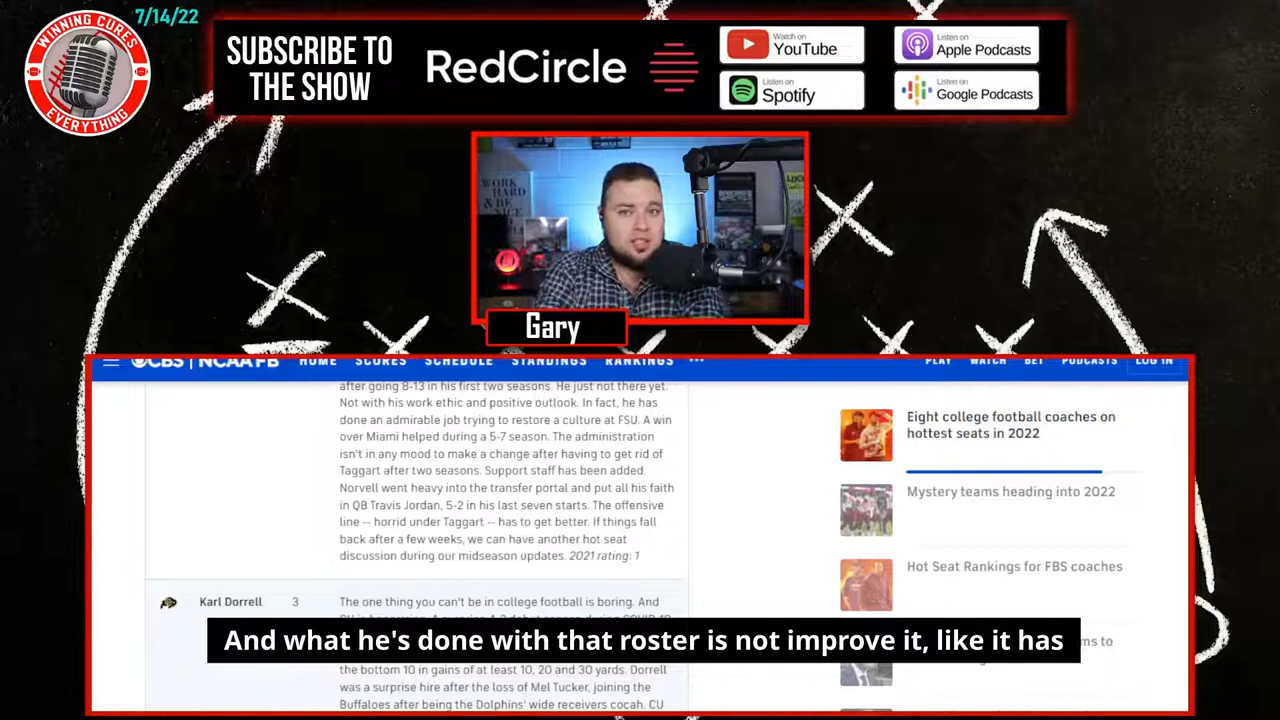 7/14/22
WINNING CURES
EVERYTHING
SUBSCRIBE TO
THE SHOW
RedCircle
Watch on
YouTube
Listen on
Apple Podcasts
Listen on
Spotify
Listen on
Google Podcasts
WORK
HARD
& BE
NICE
Gary
CBS | NCAA FB HOME SCORES SCHEDULE STANDINGS RANKINGS PLAY WATCH BET PODCASTS LOG IN
after going 8-13 in his first two seasons. He just not there yet.
Not with his work ethic and positive outlook. In fact, he has
done an admirable job trying to restore a culture at FSU. A win
over Miami helped during a 5-7 season. The administration
isn't in any mood to make a change after having to get rid of
Taggart after two seasons. Support staff has been added.
Norvell went heavy into the transfer portal and put all his faith
in QB Travis Jordan, 5-2 in his last seven starts. The offensive
line -- horrid under Taggart -- has to get better. If things fall
back after a few weeks, we can have another hot seat
discussion during our midseason updates. 2021 rating: 1
Karl Dorrell 3 The one thing you can't be in college football is boring. And
the bottom 10 in gains of at least 10, 20 and 30 yards. Dorrell
was a surprise hire after the loss of Mel Tucker, joining the
Buffaloes after being the Dolphins' wide receivers cocah. CU
Eight college football coaches on
hottest seats in 2022
Mystery teams heading into 2022
Hot Seat Rankings for FBS coaches
And what he's done with that roster is not improve it, like it has